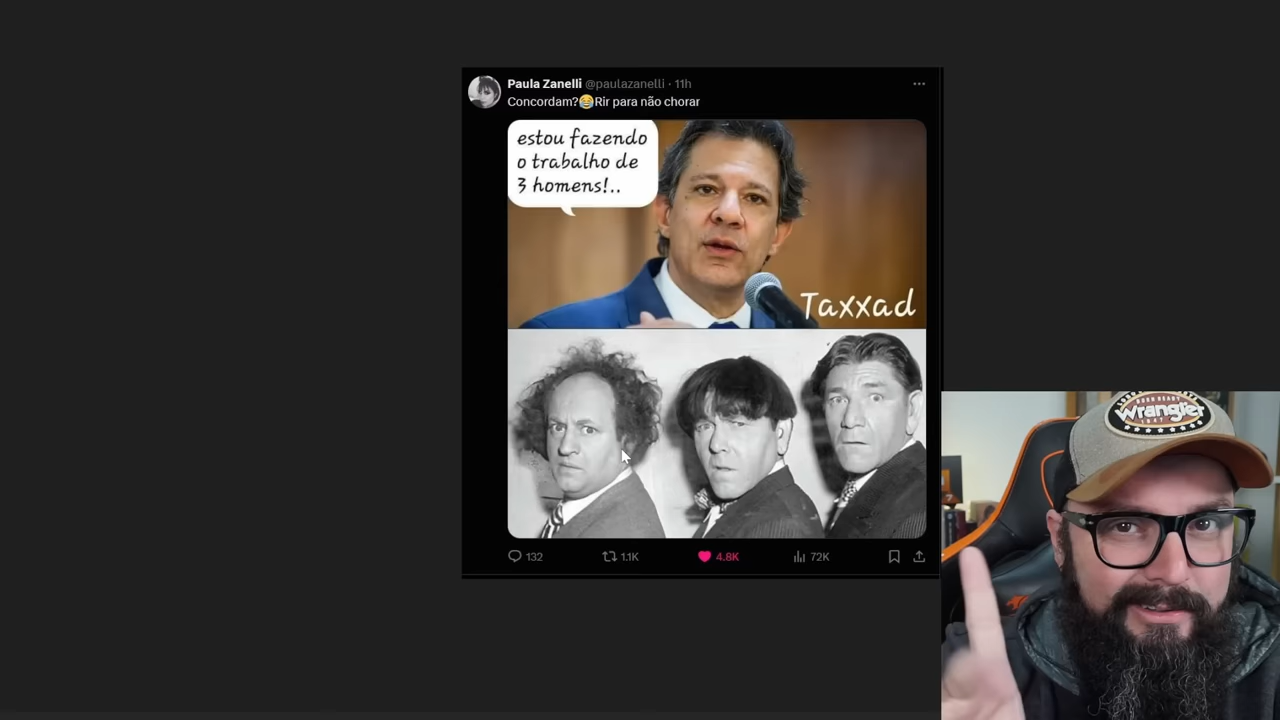 Paula Zanelli @paulazanelli · 11h
Concordam?😂Rir para não chorar
estou fazendo
o trabalho de
3 homens!..
Taxxad
132 1.1K 4.8K 72K
Wrangler
1947